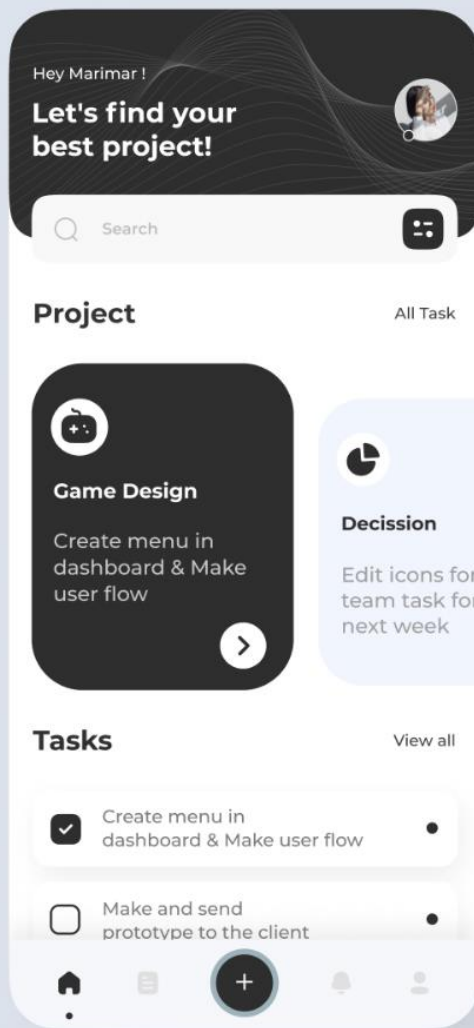 Hey Marimar !
Let's find your
best project!
Search
Project
All Task
Game Design
Create menu in
dashboard & Make
user flow
Decission
Edit icons for
team task for
next week
Tasks
View all
Create menu in
dashboard & Make user flow
Make and send
prototype to the client